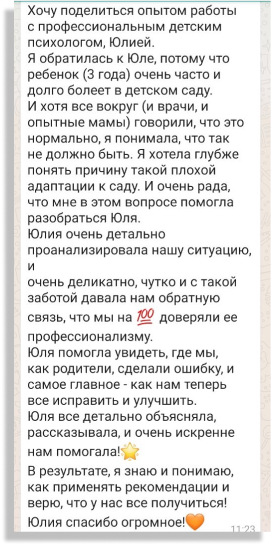 Хочу поделиться опытом работы
с профессиональным детским
психологом, Юлией.
Я обратилась к Юле, потому что
ребенок (3 года) очень часто и
долго болеет в детском саду.
И хотя все вокруг (и врачи, и
опытные мамы) говорили, что это
нормально, я понимала, что так
не должно быть. Я хотела глубже
понять причину такой плохой
адаптации к саду. И очень рада,
что мне в этом вопросе помогла
разобраться Юля.
Юлия очень детально
проанализировала нашу ситуацию,
и
очень деликатно, чутко и с такой
заботой давала нам обратную
связь, что мы на 💯 доверяли ее
профессионализму.
Юля помогла увидеть, где мы,
как родители, сделали ошибку, и
самое главное - как нам теперь
все исправить и улучшить.
Юля все детально объясняла,
рассказывала, и очень искренне
нам помогала!🌟
В результате, я знаю и понимаю,
как применять рекомендации и
верю, что у нас все получиться!
Юлия спасибо огромное!🧡
11:23